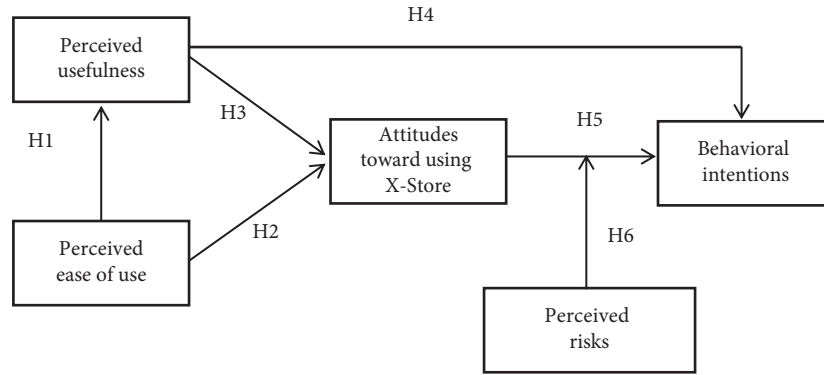 H4
Perceived
usefulness
H3
H1
Attitudes
toward using
X-Store
H5
Behavioral
intentions
Perceived
ease of use
H2
H6
Perceived
risks